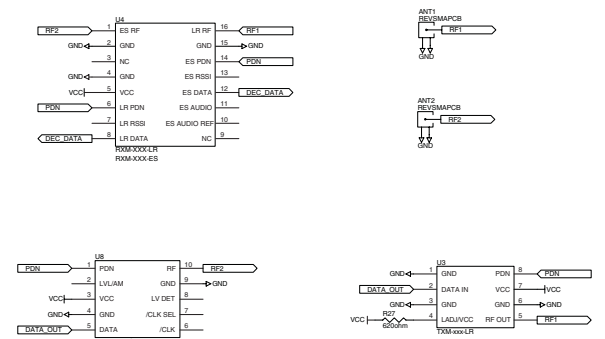 U4
RF2 1 ES RF LR RF 16 RF1
GND 2 GND GND 15 GND
3 NC ES PDN 14 PDN
GND 4 GND ES RSSI 13
VCC 5 VCC ES DATA 12 DEC_DATA
PDN 6 LR PDN ES AUDIO 11
7 LR RSSI ES AUDIO REF 10
DEC_DATA 8 LR DATA NC 9
RXM-XXX-LR
RXM-XXX-ES
ANT1
REVSMAPCB
RF1
GND
ANT2
REVSMAPCB
RF2
GND
U8
PDN 1 PDN RF 10 RF2
2 LVL/AM GND 9 GND
VCC 3 VCC LV DET 8
GND 4 GND /CLK SEL 7
DATA_OUT 5 DATA /CLK 6
U3
GND 1 GND PDN 8 PDN
DATA_OUT 2 DATA IN VCC 7 VCC
GND 3 GND GND 6 GND
VCC R27 4 LADJ/VCC RF OUT 5 RF1
620ohm
TXM-xxx-LR